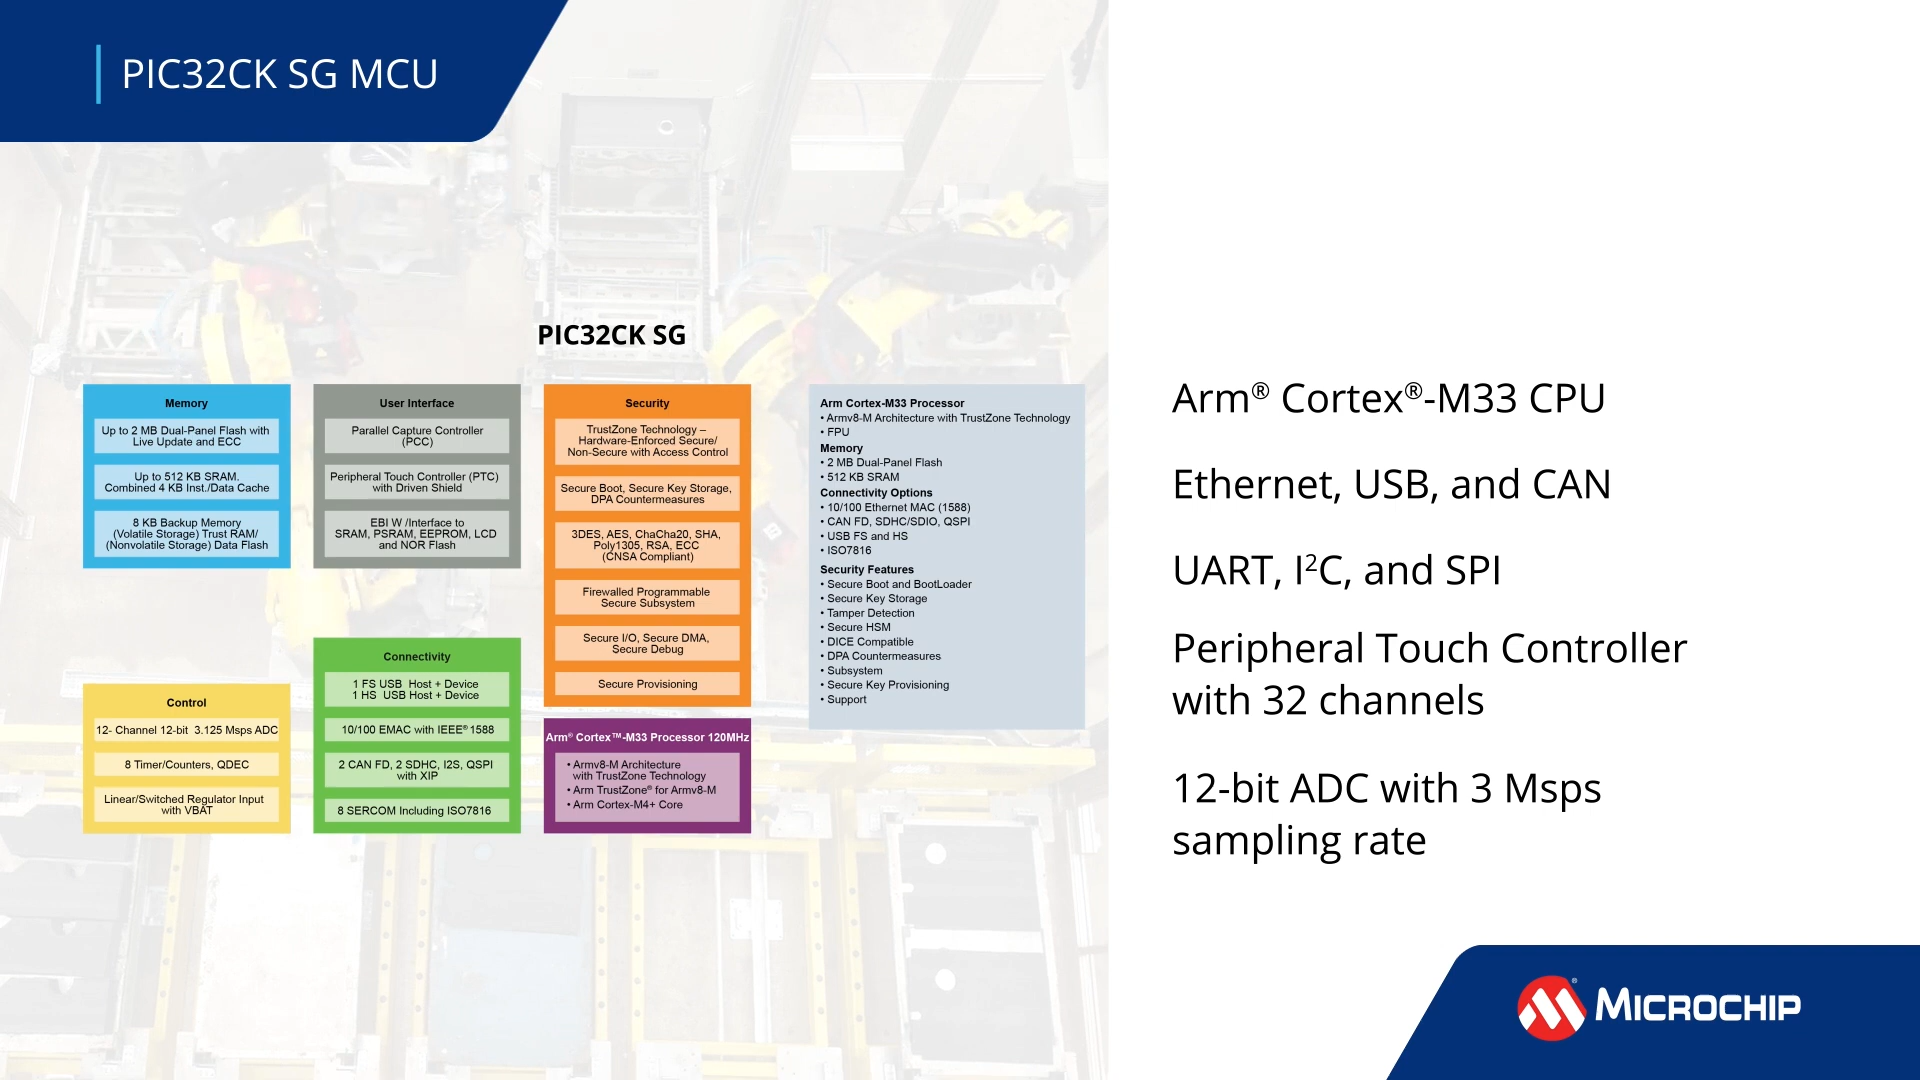 PIC32CK SG MCU
PIC32CK SG
Memory
Up to 2 MB Dual-Panel Flash with
Live Update and ECC
Up to 512 KB SRAM.
Combined 4 KB Inst./Data Cache
8 KB Backup Memory
(Volatile Storage) Trust RAM/
(Nonvolatile Storage) Data Flash
User Interface
Parallel Capture Controller
(PCC)
Peripheral Touch Controller (PTC)
with Driven Shield
EBI W /Interface to
SRAM, PSRAM, EEPROM, LCD
and NOR Flash
Security
TrustZone Technology –
Hardware-Enforced Secure/
Non-Secure with Access Control
Secure Boot, Secure Key Storage,
DPA Countermeasures
3DES, AES, ChaCha20, SHA,
Poly1305, RSA, ECC
(CNSA Compliant)
Firewalled Programmable
Secure Subsystem
Secure I/O, Secure DMA,
Secure Debug
Secure Provisioning
Control
12- Channel 12-bit 3.125 Msps ADC
8 Timer/Counters, QDEC
Linear/Switched Regulator Input
with VBAT
Connectivity
1 FS USB Host + Device
1 HS USB Host + Device
10/100 EMAC with IEEE® 1588
2 CAN FD, 2 SDHC, I2S, QSPI
with XIP
8 SERCOM Including ISO7816
Arm® Cortex™-M33 Processor 120MHz
• Armv8-M Architecture
with TrustZone Technology
• Arm TrustZone® for Armv8-M
• Arm Cortex-M4+ Core
Arm Cortex-M33 Processor
• Armv8-M Architecture with TrustZone Technology
• FPU
Memory
• 2 MB Dual-Panel Flash
• 512 KB SRAM
Connectivity Options
• 10/100 Ethernet MAC (1588)
• CAN FD, SDHC/SDIO, QSPI
• USB FS and HS
• ISO7816
Security Features
• Secure Boot and BootLoader
• Secure Key Storage
• Tamper Detection
• Secure HSM
• DICE Compatible
• DPA Countermeasures
• Subsystem
• Secure Key Provisioning
• Support
Arm® Cortex®-M33 CPU
Ethernet, USB, and CAN
UART, I²C, and SPI
Peripheral Touch Controller
with 32 channels
12-bit ADC with 3 Msps
sampling rate
MICROCHIP